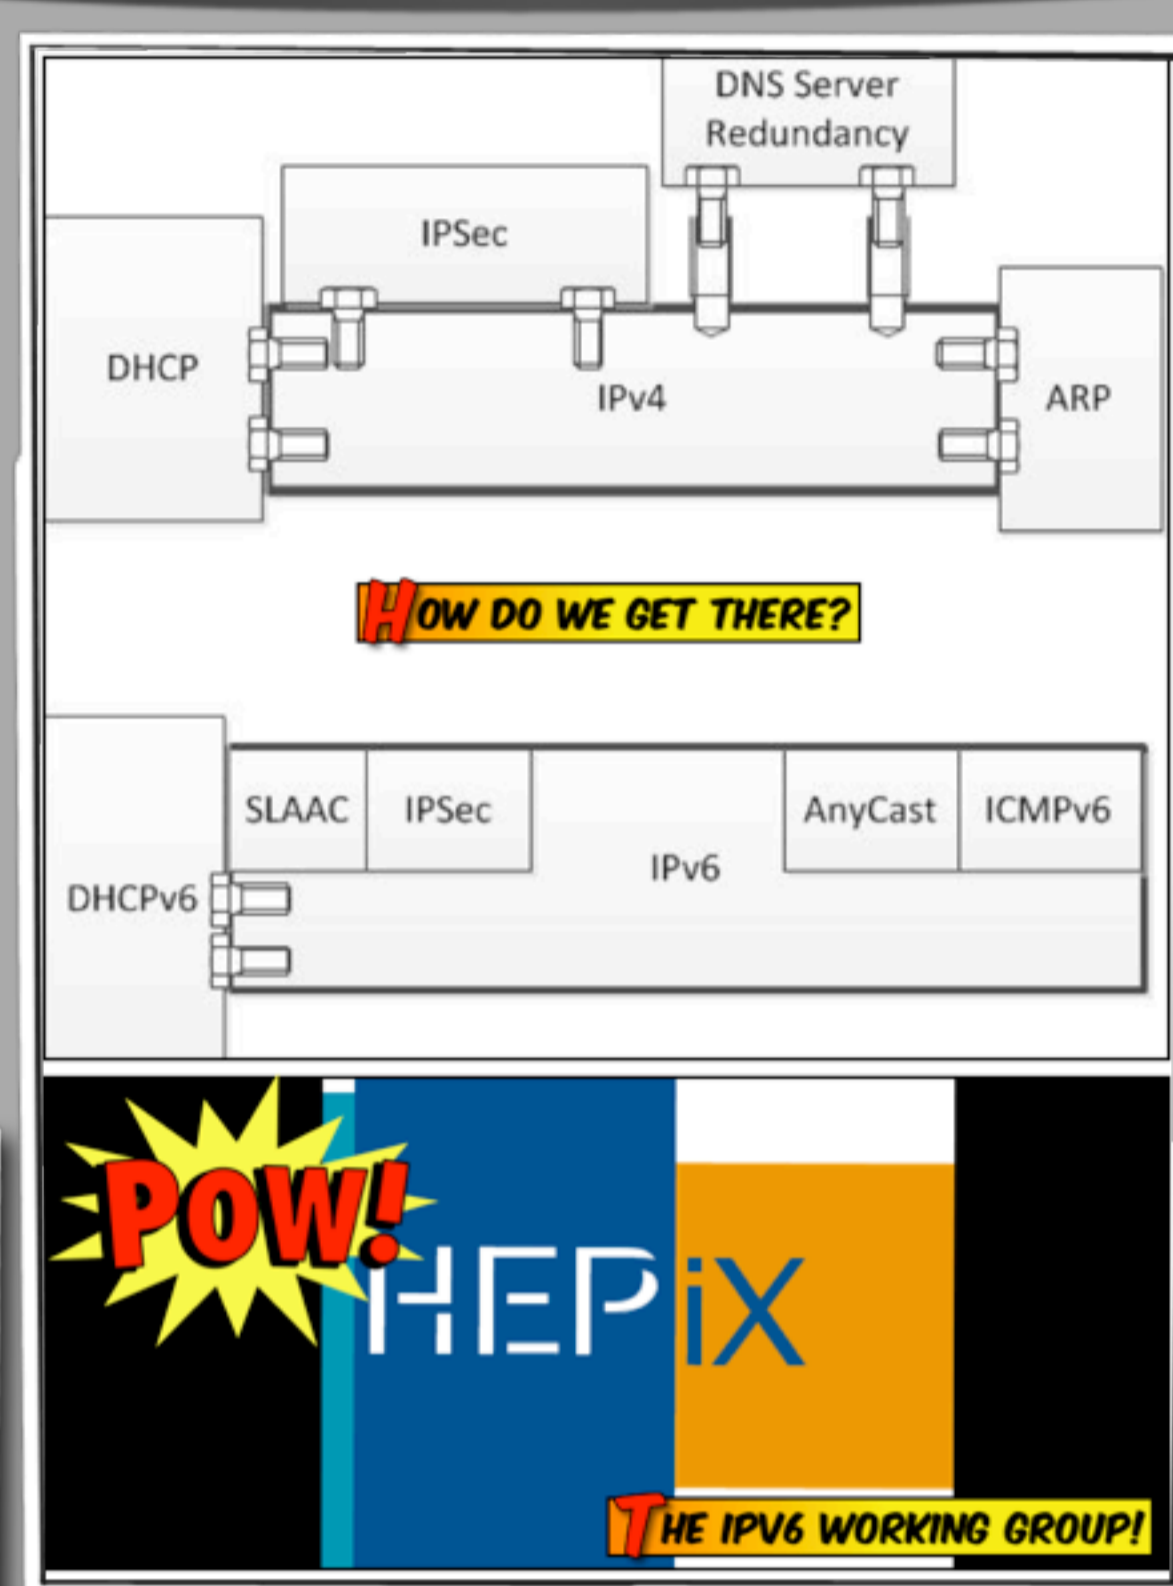 DNS Server
Redundancy
IPSec
DHCP
IPv4
ARP
HOW DO WE GET THERE?
SLAAC
IPSec
AnyCast
ICMPv6
IPv6
DHCPv6
POW!
HEPiX
THE IPV6 WORKING GROUP!